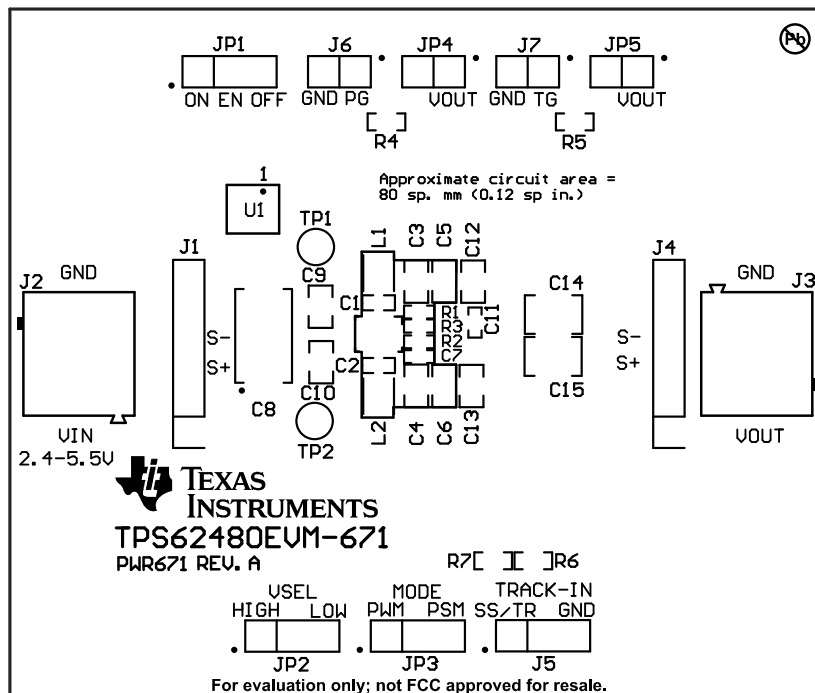 JP1 J6 JP4 J7 JP5
Pb
ON EN OFF GND PG VOUT GND TG VOUT
R4 R5
Approximate circuit area =
80 sp. mm (0.12 sp in.)
1
U1
TP1
L1 C3 C5 C12
J1 J4
J2 GND C9 C14 GND J3
C1 R1 C11
R3
S- R2 S-
S+ C2 C7 S+
C8 C10 C15
TP2 L2 C4 C6 C13
VIN VOUT
2.4-5.5V
TEXAS
INSTRUMENTS
TPS62480EVM-671
PWR671 REV. A
R7 R6
VSEL MODE TRACK-IN
HIGH LOW PWM PSM SS/TR GND
JP2 JP3 J5
For evaluation only; not FCC approved for resale.